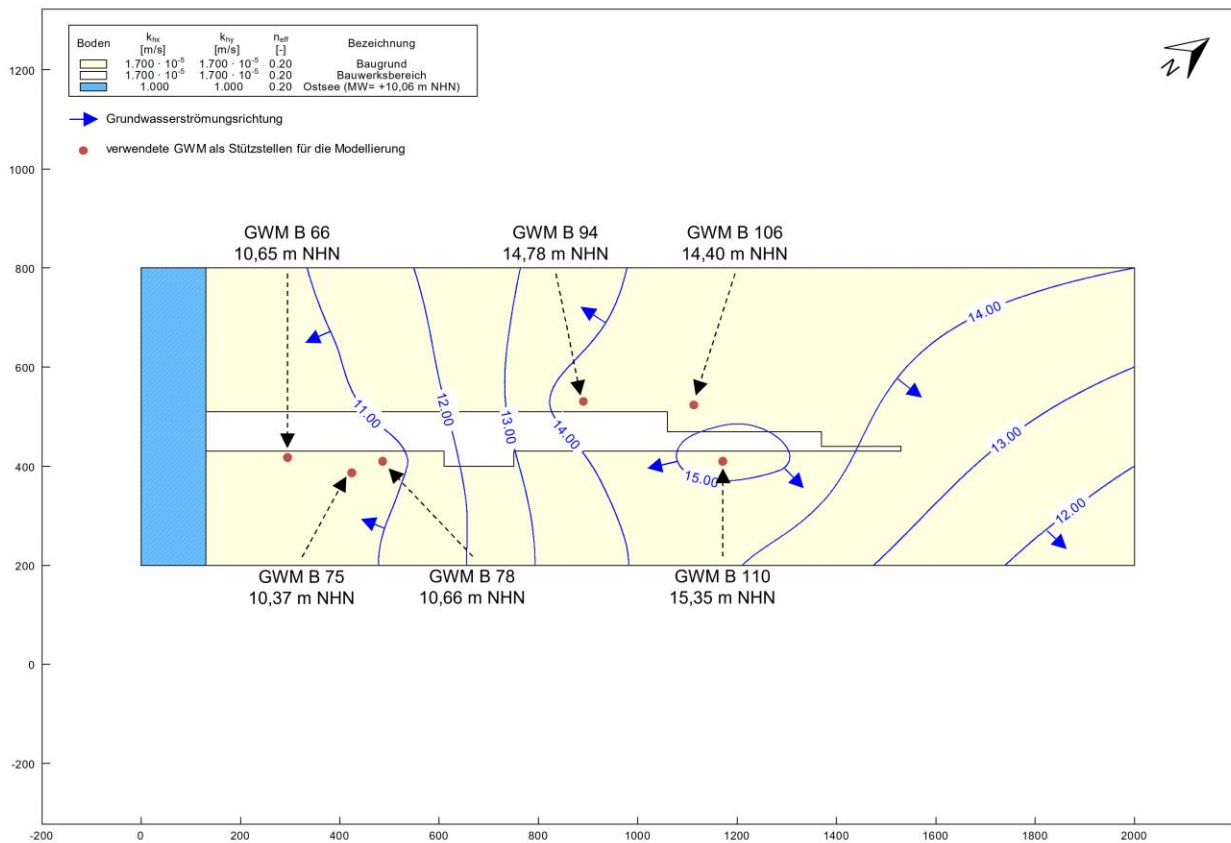 Boden k_hx k_hy n_eff Bezeichnung
[m/s] [m/s] [-]
1.700 · 10⁻⁵ 1.700 · 10⁻⁵ 0.20 Baugrund
1.700 · 10⁻⁵ 1.700 · 10⁻⁵ 0.20 Bauwerksbereich
1.000 1.000 0.20 Ostsee (MW= +10,06 m NHN)
Grundwasserströmungsrichtung
verwendete GWM als Stützstellen für die Modellierung
N
1200
1000
800
600
400
200
0
-200
GWM B 66
10,65 m NHN
GWM B 94
14,78 m NHN
GWM B 106
14,40 m NHN
11.00
12.00
13.00
14.00
15.00
14.00
13.00
12.00
GWM B 75
10,37 m NHN
GWM B 78
10,66 m NHN
GWM B 110
15,35 m NHN
-200 0 200 400 600 800 1000 1200 1400 1600 1800 2000